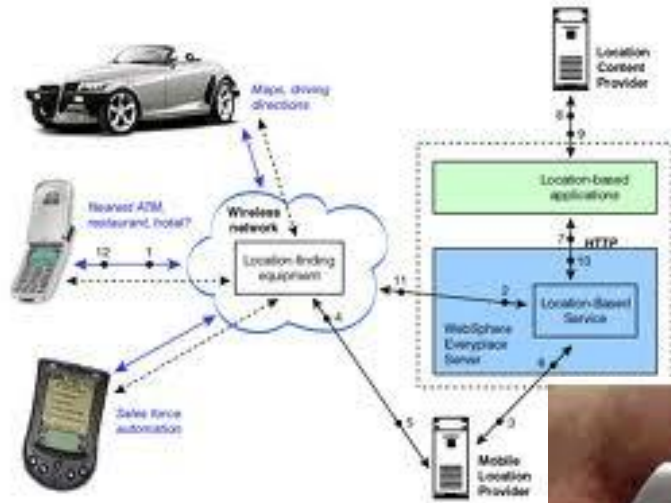 Maps, driving
directions
Location
Content
Provider
8
9
Location-based
applications
Nearest ATM,
restaurant, hotel?
Wireless
network
7
HTTP
10
12
1
Location-finding
equipment
11
2
Location-Based
Service
4
WebSphere
Everyplace
Server
6
Sales force
automation
5
3
Mobile
Location
Provider